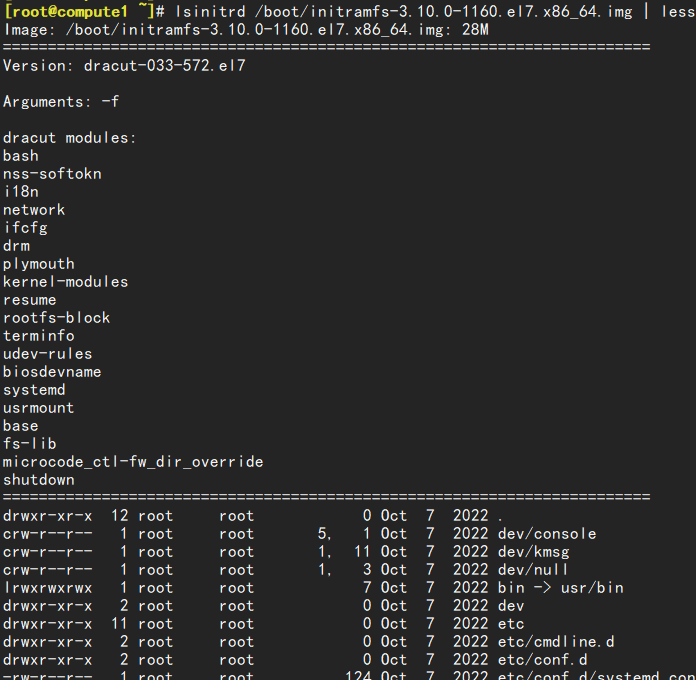 [root@compute1 ~]# lsinitrd /boot/initramfs-3.10.0-1160.el7.x86_64.img | less
Image: /boot/initramfs-3.10.0-1160.el7.x86_64.img: 28M
========================================================================
Version: dracut-033-572.el7
Arguments: -f
dracut modules:
bash
nss-softokn
i18n
network
ifcfg
drm
plymouth
kernel-modules
resume
rootfs-block
terminfo
udev-rules
biosdevname
systemd
usrmount
base
fs-lib
microcode_ctl-fw_dir_override
shutdown
========================================================================
drwxr-xr-x  12 root     root            0 Oct  7  2022 .
crw-r--r--   1 root     root       5,   1 Oct  7  2022 dev/console
crw-r--r--   1 root     root       1,  11 Oct  7  2022 dev/kmsg
crw-r--r--   1 root     root       1,   3 Oct  7  2022 dev/null
lrwxrwxrwx   1 root     root            7 Oct  7  2022 bin -> usr/bin
drwxr-xr-x   2 root     root            0 Oct  7  2022 dev
drwxr-xr-x  11 root     root            0 Oct  7  2022 etc
drwxr-xr-x   2 root     root            0 Oct  7  2022 etc/cmdline.d
drwxr-xr-x   2 root     root            0 Oct  7  2022 etc/conf.d
-rw-r--r--   1 root     root          124 Oct  7  2022 etc/conf.d/systemd.con